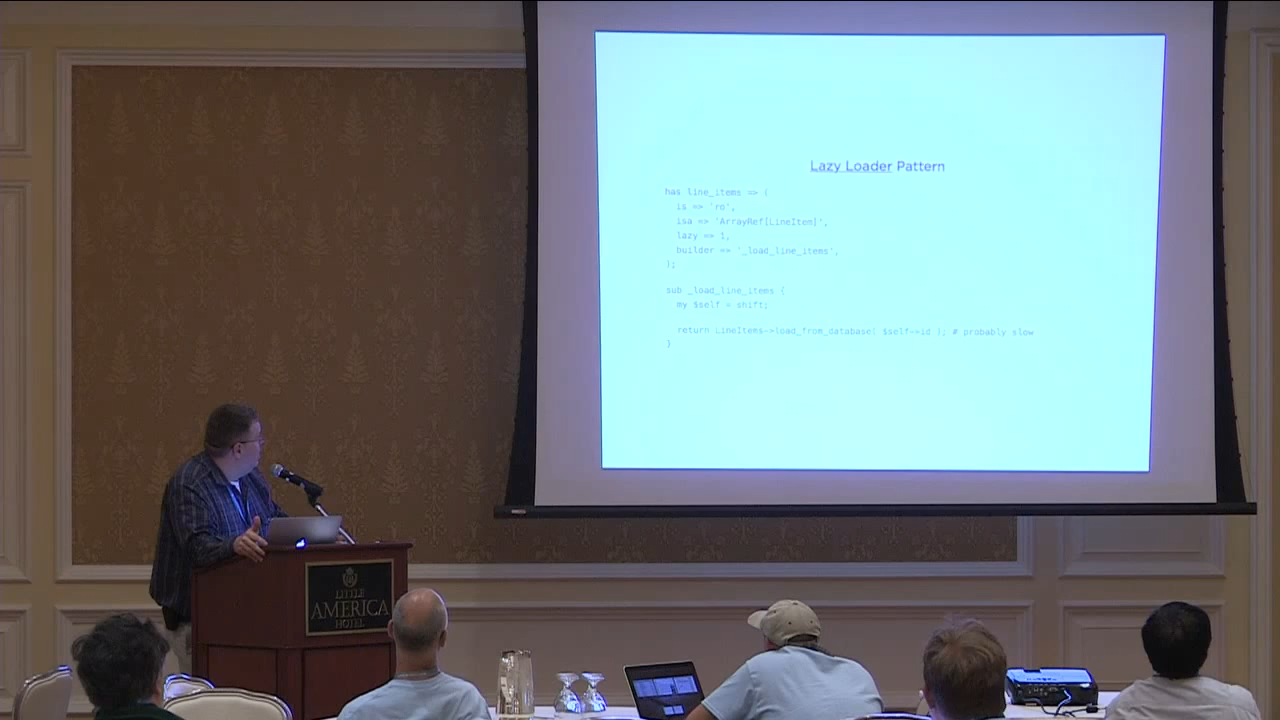 Lazy Loader Pattern
has line_items => (
is => 'ro',
isa => 'ArrayRef[LineItem]',
lazy => 1,
builder => '_load_line_items',
);
sub _load_line_items {
my $self = shift;
return LineItems->load_from_database( $self->id ); # probably slow
}
LITTLE
AMERICA
HOTEL